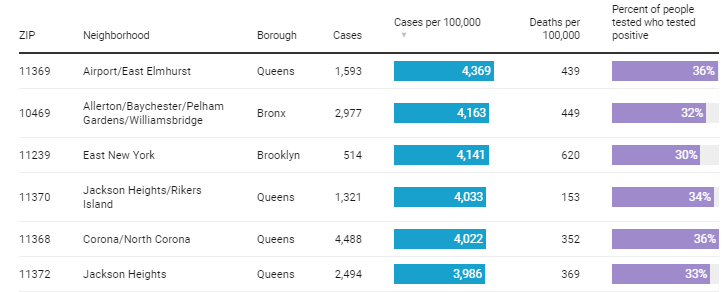 Percent of people
Cases per 100,000 Deaths per tested who tested
ZIP Neighborhood Borough Cases ▼ 100,000 positive
11369 Airport/East Elmhurst Queens 1,593 4,369 439 36%
Allerton/Baychester/Pelham
10469 Bronx 2,977 4,163 449 32%
Gardens/Williamsbridge
11239 East New York Brooklyn 514 4,141 620 30%
Jackson Heights/Rikers
11370 Queens 1,321 4,033 153 34%
Island
11368 Corona/North Corona Queens 4,488 4,022 352 36%
11372 Jackson Heights Queens 2,494 3,986 369 33%